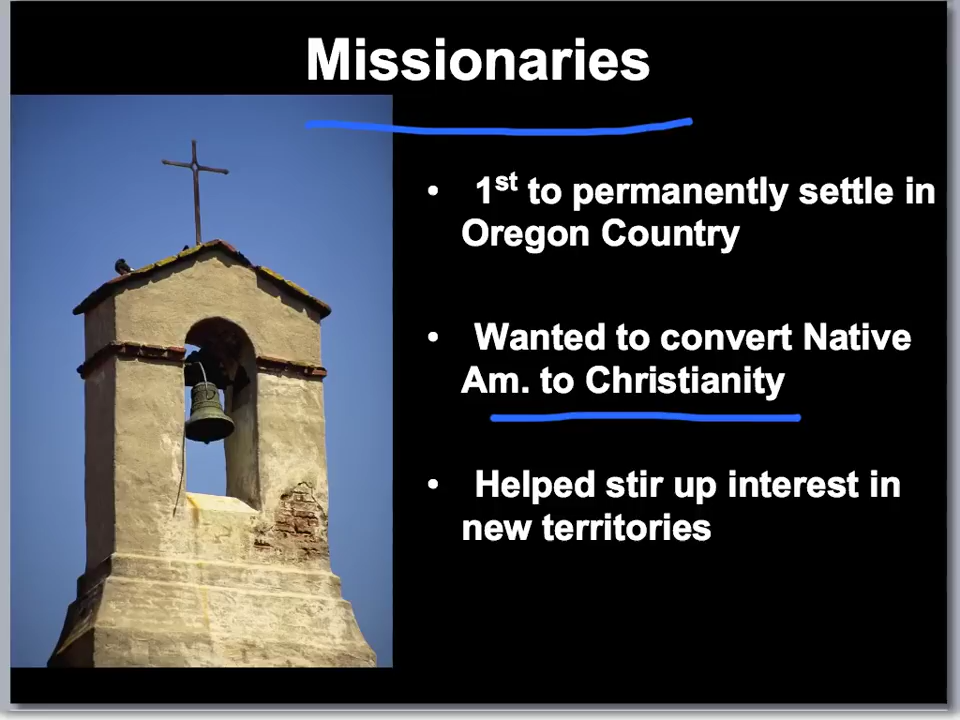 Missionaries
• 1st to permanently settle in
Oregon Country
• Wanted to convert Native
Am. to Christianity
• Helped stir up interest in
new territories